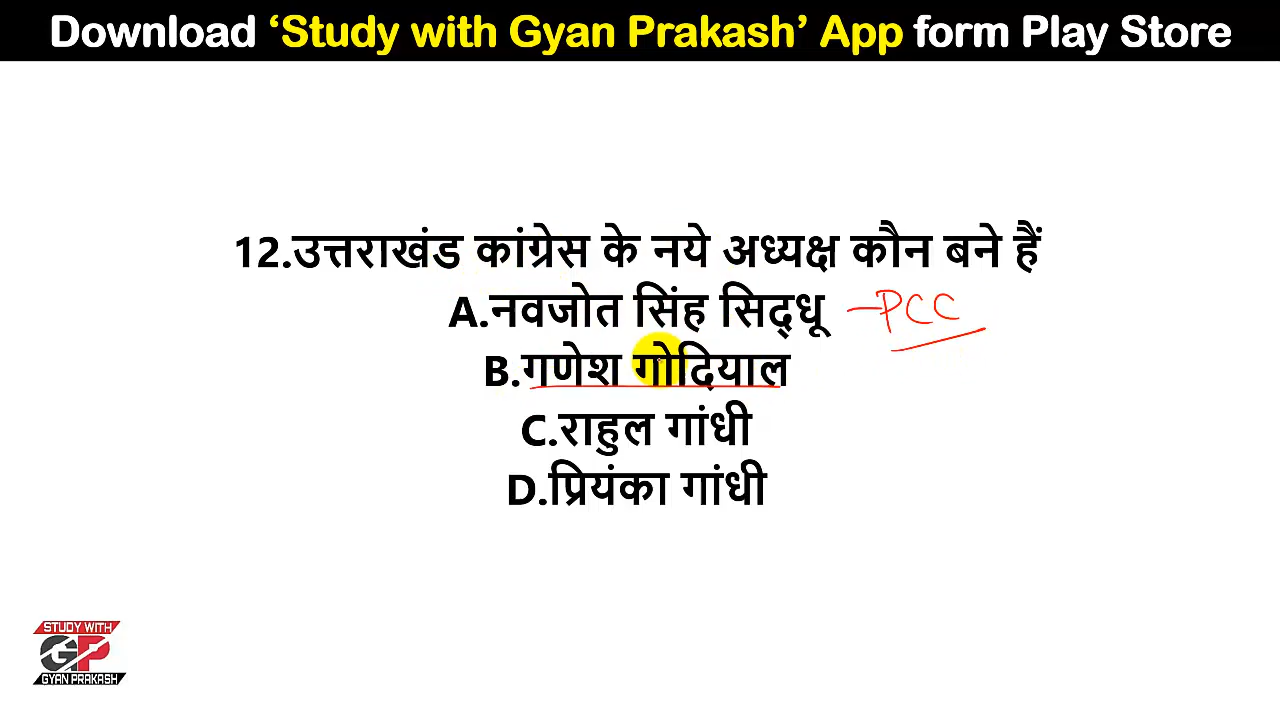 Download ‘Study with Gyan Prakash’ App form Play Store
12.उत्तराखंड कांग्रेस के नये अध्यक्ष कौन बने हैं
A.नवजोत सिंह सिद्धू –PCC
B.गणेश गोदियाल
C.राहुल गांधी
D.प्रियंका गांधी
STUDY WITH
GP
GYAN PRAKASH